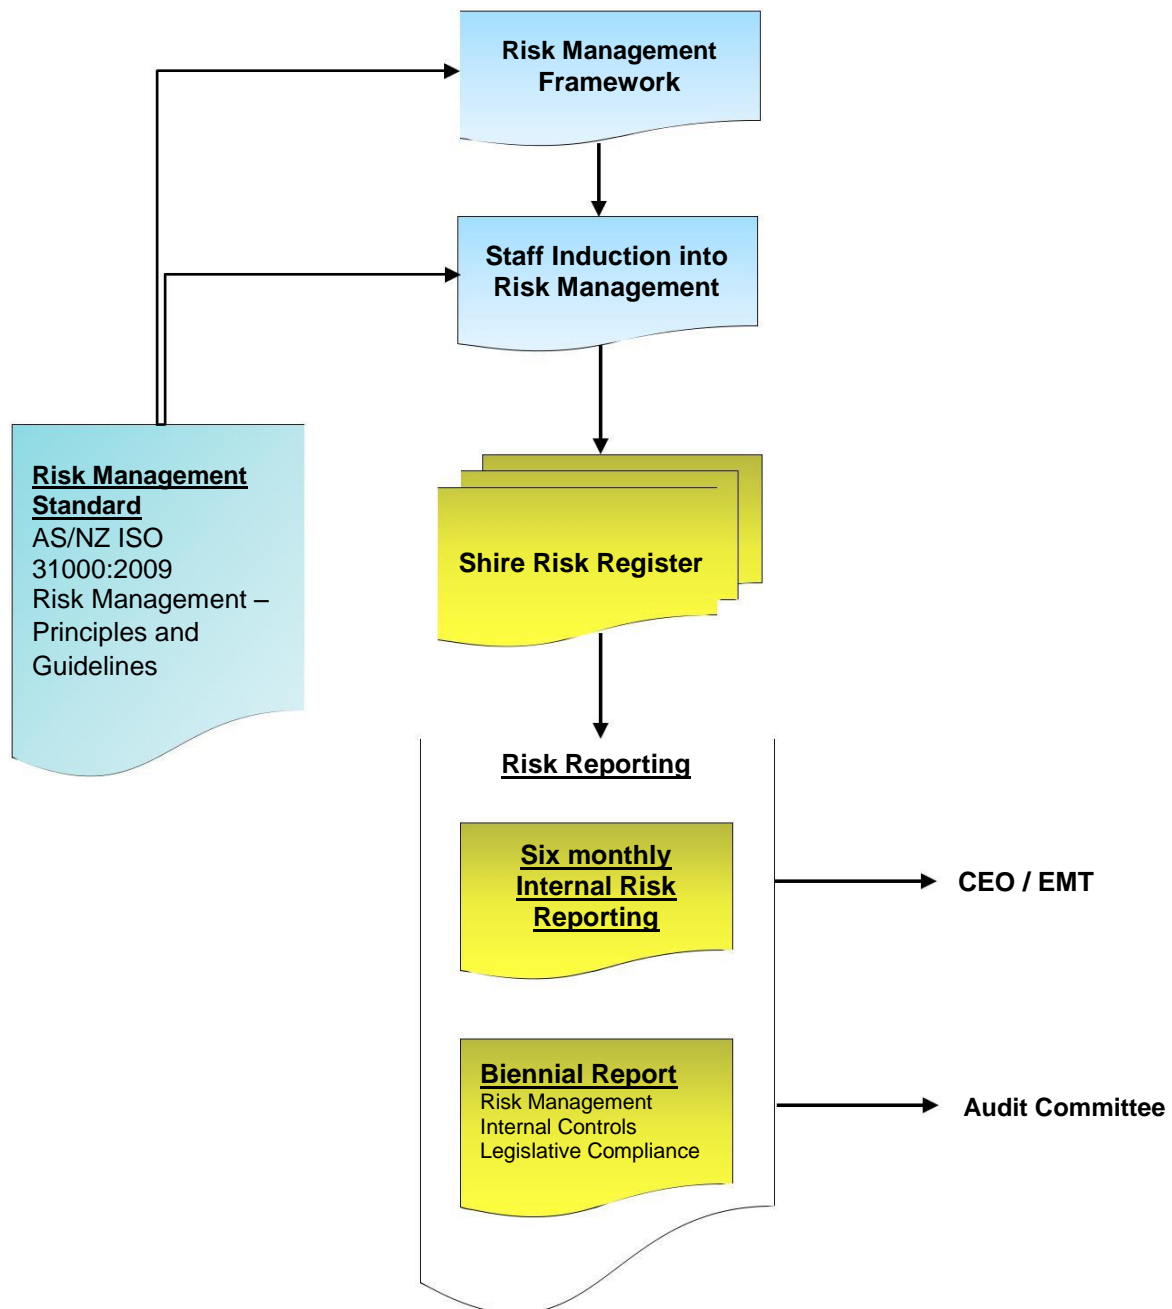 Risk Management
Framework
Staff Induction into
Risk Management
Risk Management
Standard
AS/NZ ISO
31000:2009
Risk Management –
Principles and
Guidelines
Shire Risk Register
Risk Reporting
Six monthly
Internal Risk
Reporting
CEO / EMT
Biennial Report
Risk Management
Internal Controls
Legislative Compliance
Audit Committee